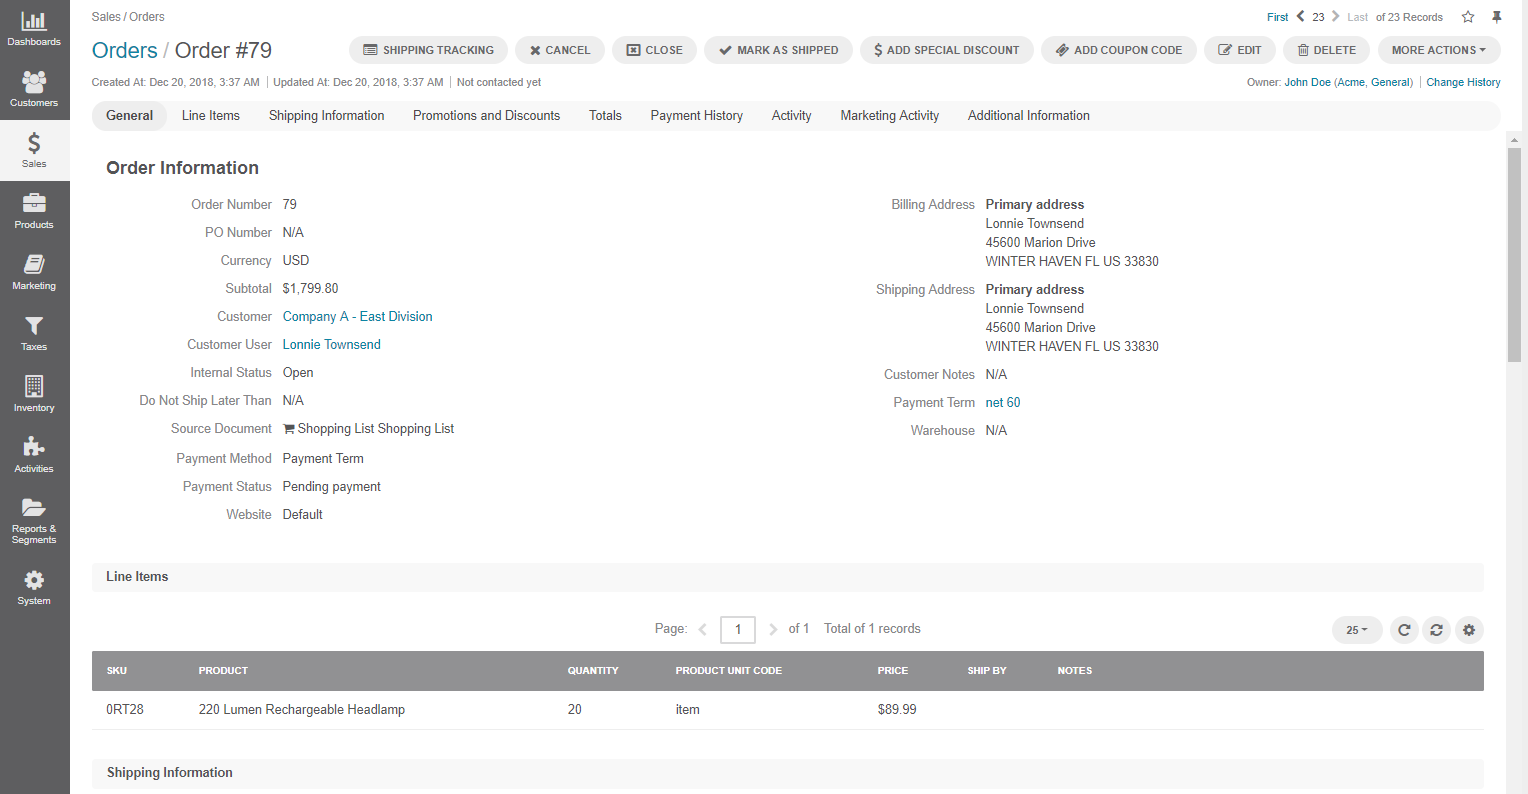 Dashboards
Customers
Sales
Products
Marketing
Taxes
Inventory
Activities
Reports &
Segments
System
Sales / Orders
First 23 Last of 23 Records
Orders / Order #79
SHIPPING TRACKING CANCEL CLOSE MARK AS SHIPPED ADD SPECIAL DISCOUNT ADD COUPON CODE EDIT DELETE MORE ACTIONS
Created At: Dec 20, 2018, 3:37 AM Updated At: Dec 20, 2018, 3:37 AM Not contacted yet
Owner: John Doe (Acme, General) Change History
General Line Items Shipping Information Promotions and Discounts Totals Payment History Activity Marketing Activity Additional Information
Order Information
Order Number 79
PO Number N/A
Currency USD
Subtotal $1,799.80
Customer Company A - East Division
Customer User Lonnie Townsend
Internal Status Open
Do Not Ship Later Than N/A
Source Document Shopping List Shopping List
Payment Method Payment Term
Payment Status Pending payment
Website Default
Billing Address Primary address
Lonnie Townsend
45600 Marion Drive
WINTER HAVEN FL US 33830
Shipping Address Primary address
Lonnie Townsend
45600 Marion Drive
WINTER HAVEN FL US 33830
Customer Notes N/A
Payment Term net 60
Warehouse N/A
Line Items
Page: 1 of 1 Total of 1 records
25
SKU PRODUCT QUANTITY PRODUCT UNIT CODE PRICE SHIP BY NOTES
0RT28 220 Lumen Rechargeable Headlamp 20 item $89.99
Shipping Information